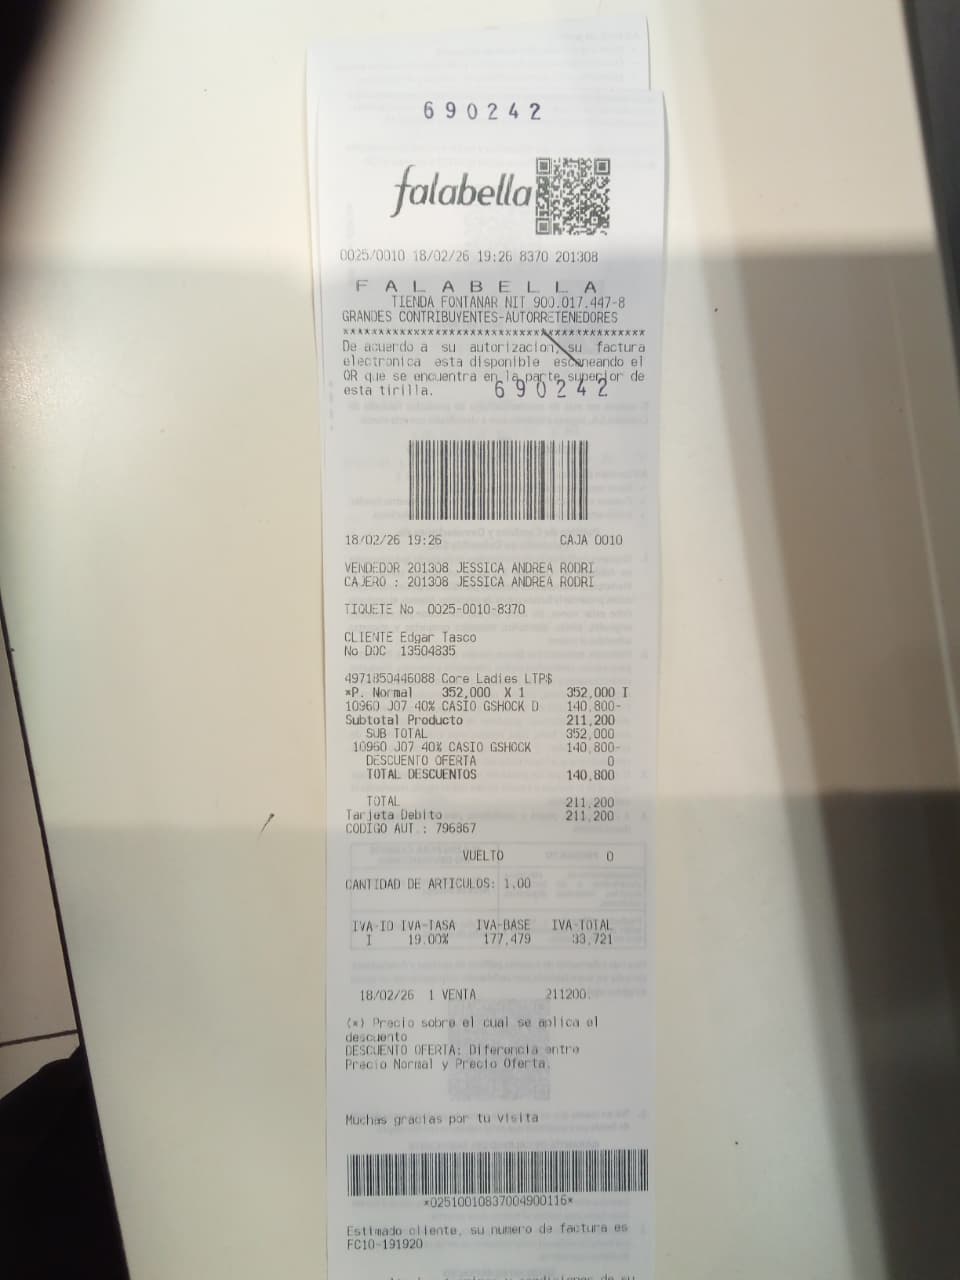 690242
falabella
0025/0010 18/02/26 19:26 8370 201308
F A L A B E L L A
TIENDA FONTANAR NIT 900.017.447-8
GRANDES CONTRIBUYENTES-AUTORRETENEDORES
De acuerdo a su autorizacion, su factura
electronica esta disponible escaneando el
QR que se encuentra en la parte superior de
esta tirilla.
690242
18/02/26 19:26 CAJA 0010
VENDEDOR 201308 JESSICA ANDREA RODRI
CAJERO : 201308 JESSICA ANDREA RODRI
TIQUETE No 0025-0010-8370
CLIENTE Edgar Tasco
No DOC 13504835
4971850446088 Core Ladies LTP$
*P. Normal 352,000 X 1 352,000 I
10960 J07 40% CASIO GSHOCK D 140,800-
Subtotal Producto 211,200
SUB TOTAL 352,000
10960 J07 40% CASIO GSHOCK 140,800-
DESCUENTO OFERTA 0
TOTAL DESCUENTOS 140,800
TOTAL 211,200
Tarjeta Debito 211,200
CODIGO AUT.: 796867
VUELTO 0
CANTIDAD DE ARTICULOS: 1.00
IVA-ID IVA-TASA IVA-BASE IVA-TOTAL
I 19.00% 177,479 33,721
18/02/26 1 VENTA 211200.
(*) Precio sobre el cual se aplica el
descuento
DESCUENTO OFERTA: Diferencia entre
Precio Normal y Precio Oferta.
Muchas gracias por tu visita
*02510010837004900116*
Estimado cliente, su numero de factura es
FC10-191920